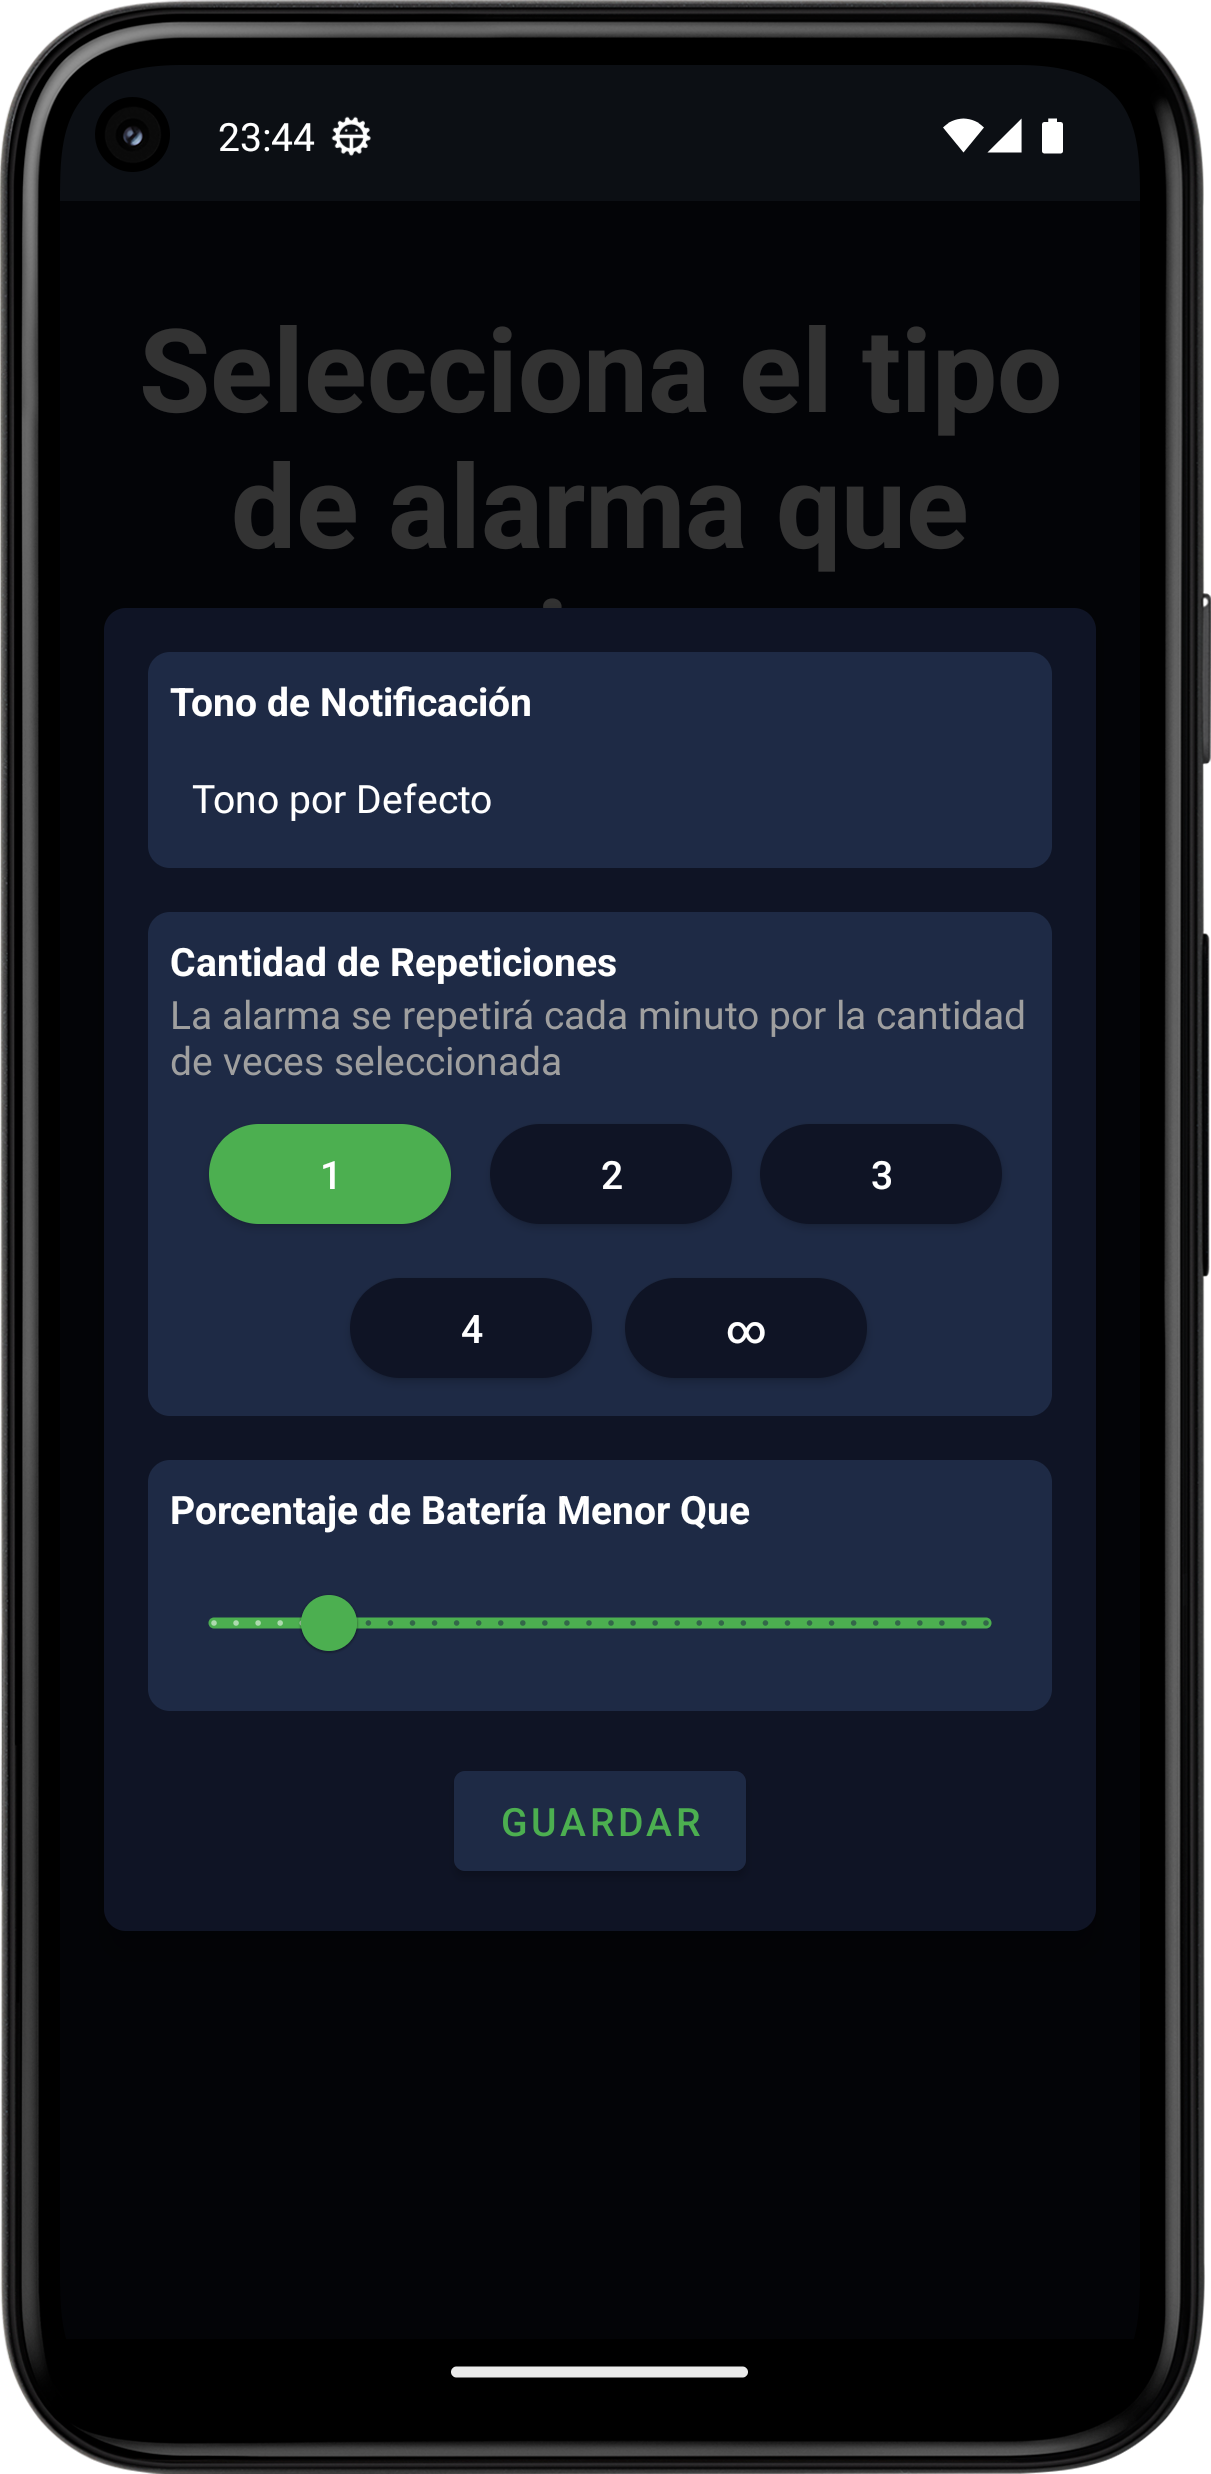 23:44
Selecciona el tipo
de alarma que
Tono de Notificación
Tono por Defecto
Cantidad de Repeticiones
La alarma se repetirá cada minuto por la cantidad
de veces seleccionada
1
2
3
4
∞
Porcentaje de Batería Menor Que
GUARDAR